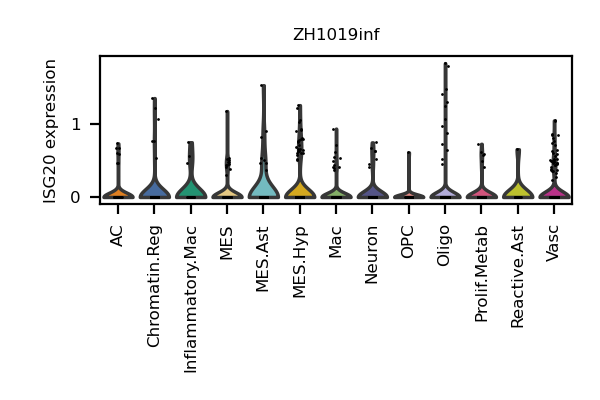 ZH1019inf
ISG20 expression
1
0
AC
Chromatin.Reg
Inflammatory.Mac
MES
MES.Ast
MES.Hyp
Mac
Neuron
OPC
Oligo
Prolif.Metab
Reactive.Ast
Vasc